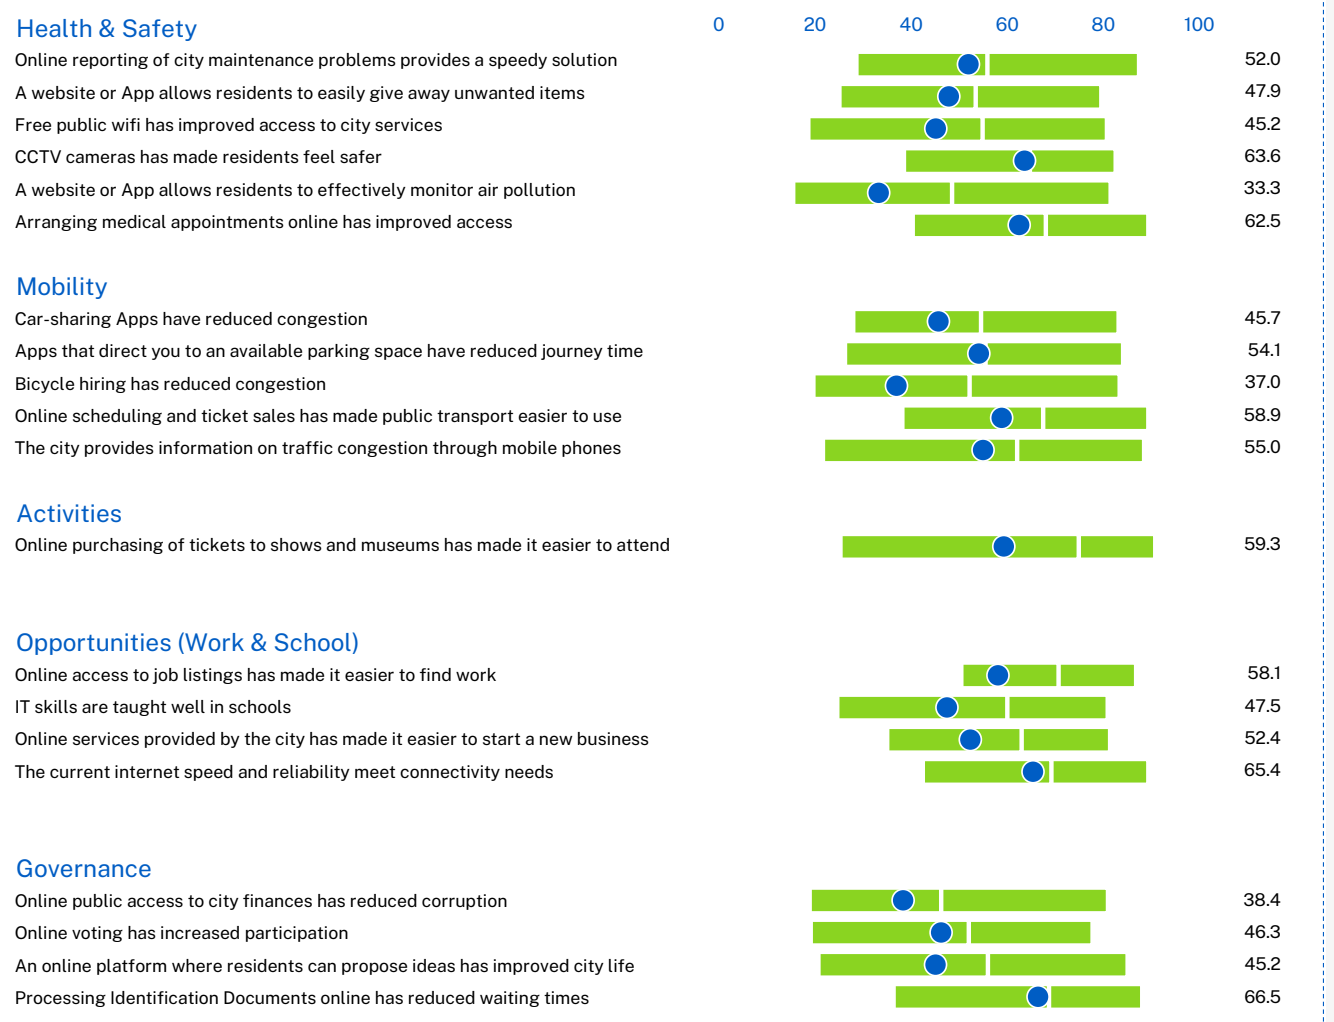 Health & Safety 0 20 40 60 80 100
Online reporting of city maintenance problems provides a speedy solution 52.0
A website or App allows residents to easily give away unwanted items 47.9
Free public wifi has improved access to city services 45.2
CCTV cameras has made residents feel safer 63.6
A website or App allows residents to effectively monitor air pollution 33.3
Arranging medical appointments online has improved access 62.5
Mobility
Car-sharing Apps have reduced congestion 45.7
Apps that direct you to an available parking space have reduced journey time 54.1
Bicycle hiring has reduced congestion 37.0
Online scheduling and ticket sales has made public transport easier to use 58.9
The city provides information on traffic congestion through mobile phones 55.0
Activities
Online purchasing of tickets to shows and museums has made it easier to attend 59.3
Opportunities (Work & School)
Online access to job listings has made it easier to find work 58.1
IT skills are taught well in schools 47.5
Online services provided by the city has made it easier to start a new business 52.4
The current internet speed and reliability meet connectivity needs 65.4
Governance
Online public access to city finances has reduced corruption 38.4
Online voting has increased participation 46.3
An online platform where residents can propose ideas has improved city life 45.2
Processing Identification Documents online has reduced waiting times 66.5